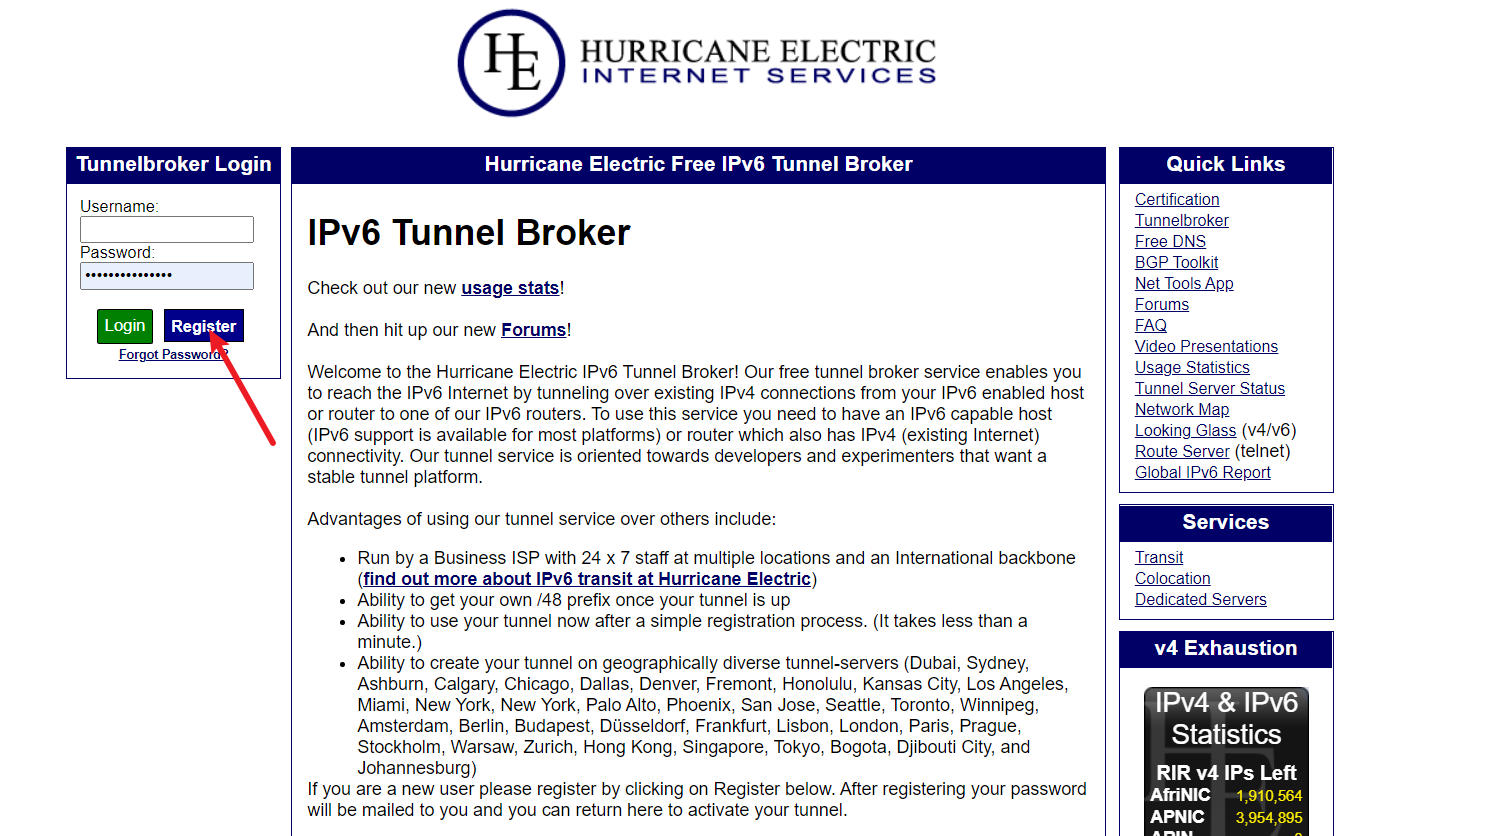 HE
HURRICANE ELECTRIC
INTERNET SERVICES
Tunnelbroker Login
Username:
Password:
•••••••••••••••
Login Register
Forgot Password?
Hurricane Electric Free IPv6 Tunnel Broker
IPv6 Tunnel Broker
Check out our new usage stats!
And then hit up our new Forums!
Welcome to the Hurricane Electric IPv6 Tunnel Broker! Our free tunnel broker service enables you
to reach the IPv6 Internet by tunneling over existing IPv4 connections from your IPv6 enabled host
or router to one of our IPv6 routers. To use this service you need to have an IPv6 capable host
(IPv6 support is available for most platforms) or router which also has IPv4 (existing Internet)
connectivity. Our tunnel service is oriented towards developers and experimenters that want a
stable tunnel platform.
Advantages of using our tunnel service over others include:
• Run by a Business ISP with 24 x 7 staff at multiple locations and an International backbone
(find out more about IPv6 transit at Hurricane Electric)
• Ability to get your own /48 prefix once your tunnel is up
• Ability to use your tunnel now after a simple registration process. (It takes less than a
minute.)
• Ability to create your tunnel on geographically diverse tunnel-servers (Dubai, Sydney,
Ashburn, Calgary, Chicago, Dallas, Denver, Fremont, Honolulu, Kansas City, Los Angeles,
Miami, New York, New York, Palo Alto, Phoenix, San Jose, Seattle, Toronto, Winnipeg,
Amsterdam, Berlin, Budapest, Düsseldorf, Frankfurt, Lisbon, London, Paris, Prague,
Stockholm, Warsaw, Zurich, Hong Kong, Singapore, Tokyo, Bogota, Djibouti City, and
Johannesburg)
If you are a new user please register by clicking on Register below. After registering your password
will be mailed to you and you can return here to activate your tunnel.
Quick Links
Certification
Tunnelbroker
Free DNS
BGP Toolkit
Net Tools App
Forums
FAQ
Video Presentations
Usage Statistics
Tunnel Server Status
Network Map
Looking Glass (v4/v6)
Route Server (telnet)
Global IPv6 Report
Services
Transit
Colocation
Dedicated Servers
v4 Exhaustion
IPv4 & IPv6
Statistics
RIR v4 IPs Left
AfriNIC 1,910,564
APNIC 3,954,895